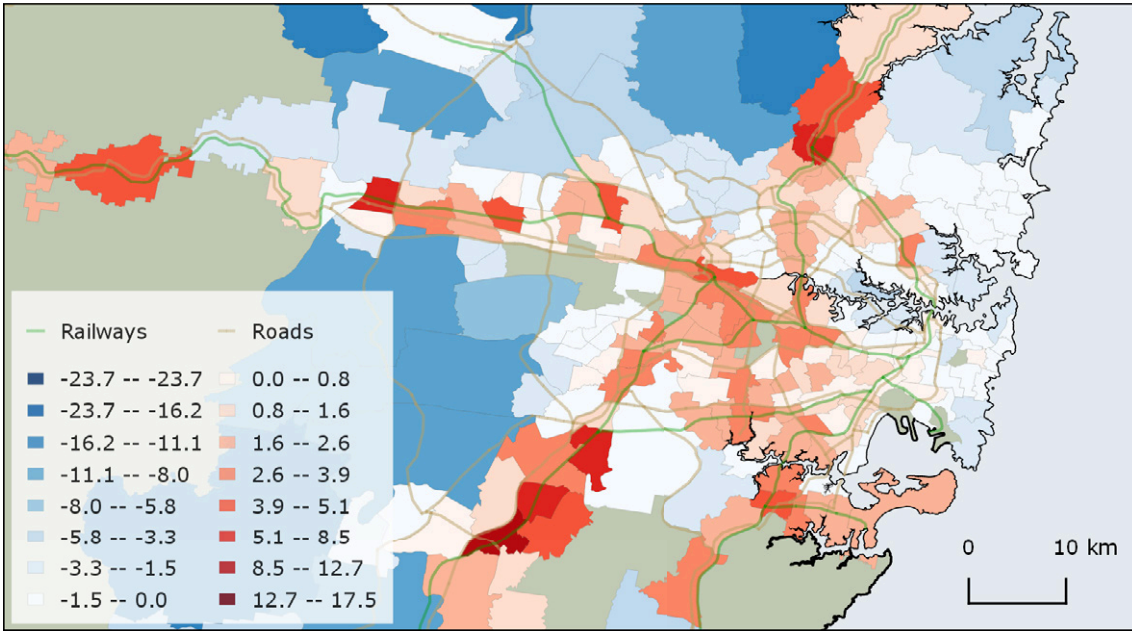 Railways Roads
-23.7 -- -23.7 0.0 -- 0.8
-23.7 -- -16.2 0.8 -- 1.6
-16.2 -- -11.1 1.6 -- 2.6
-11.1 -- -8.0 2.6 -- 3.9
-8.0 -- -5.8 3.9 -- 5.1
-5.8 -- -3.3 5.1 -- 8.5
-3.3 -- -1.5 8.5 -- 12.7
-1.5 -- 0.0 12.7 -- 17.5
0 10 km